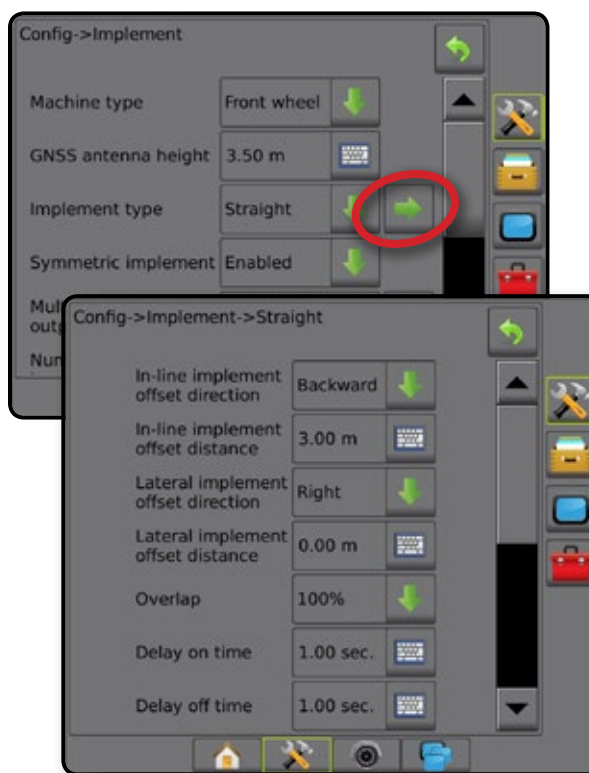 Config->Implement
Machine type Front wheel
GNSS antenna height 3.50 m
Implement type Straight
Symmetric implement Enabled
Config->Implement->Straight
In-line implement
offset direction Backward
In-line implement
offset distance 3.00 m
Lateral implement
offset direction Right
Lateral implement
offset distance 0.00 m
Overlap 100%
Delay on
time 1.00 sec.
Delay off
time 1.00 sec.